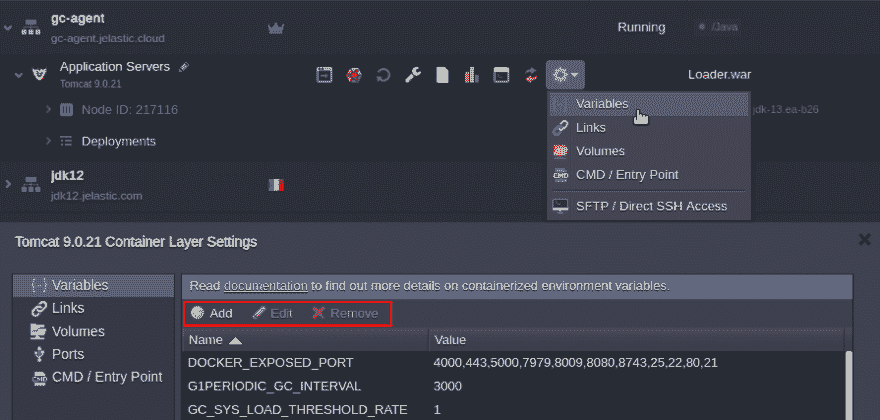 gc-agent
gc-agent.jelastic.cloud
Running
/Java
Application Servers
Tomcat 9.0.21
Loader.war
Node ID: 217116
Variables
jdk-13.ea-b26
Links
Deployments
Volumes
CMD / Entry Point
jdk12
jdk12.jelastic.com
SFTP / Direct SSH Access
Tomcat 9.0.21 Container Layer Settings
Variables
Links
Volumes
Ports
CMD / Entry Point
Read documentation to find out more details on containerized environment variables.
Add Edit Remove
Name Value
DOCKER_EXPOSED_PORT 4000,443,5000,7979,8009,8080,8743,25,22,80,21
G1PERIODIC_GC_INTERVAL 3000
GC_SYS_LOAD_THRESHOLD_RATE 1